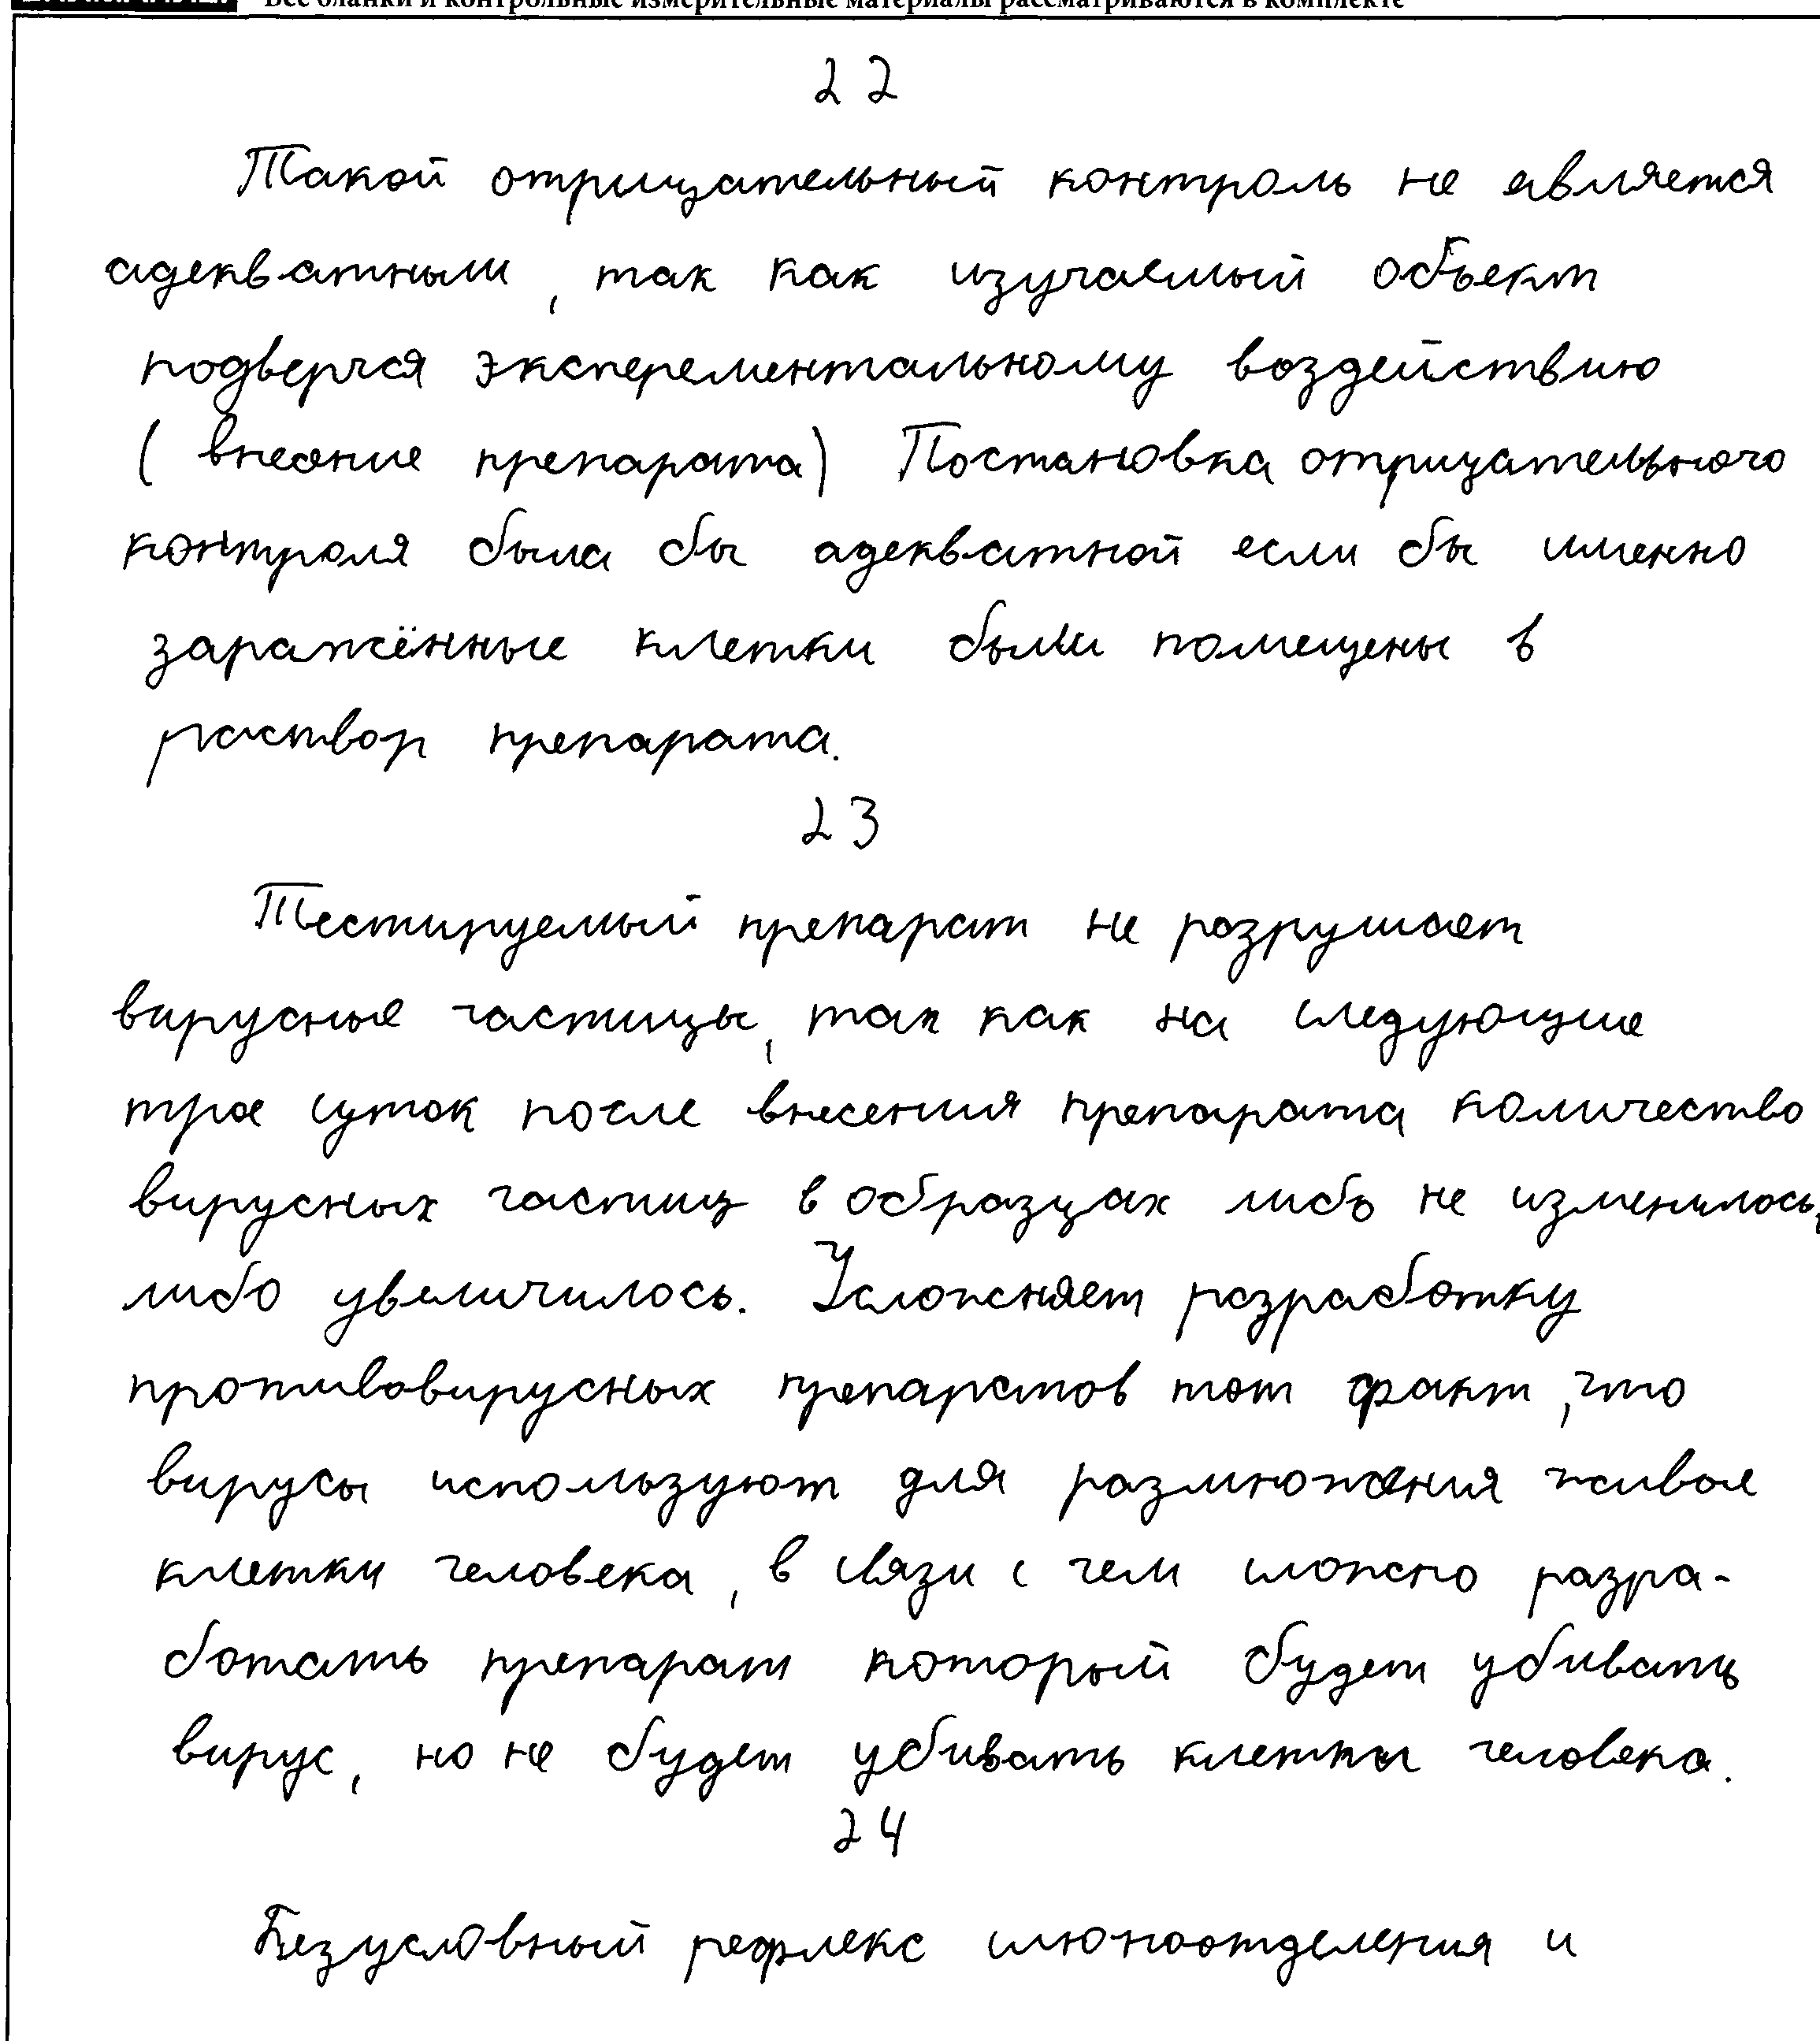 Все бланки и контрольные измерительные материалы рассматриваются в комплекте
22
Такой отрицательный контроль не является
адекватным, так как изучаемый объект
подвергся эксперементальному воздействию
( внесение препарата) Постановка отрицательного
контроля была бы адекватной если бы именно
заражённые клетки были помещены в
раствор препарата.
23
Тестируемый препарат не разрушает
вирусные частицы, так как на следующие
трое суток после внесения препарата количество
вирусных частиц в образцах либо не изменилось,
либо увеличилось. Усложняет разработку
противовирусных препаратов тот факт, что
вирусы используют для размножения живые
клетки человека, в связи с чем сложно разра-
ботать препарат который будет убивать
вирус, но не будет убивать клетки человека.
24
Безусловный рефлекс слюноотделения и